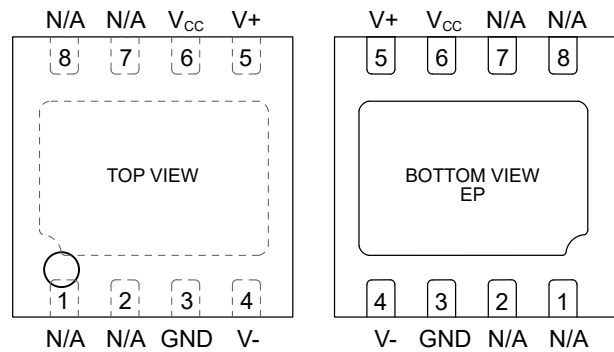 N/A N/A VCC V+
8 7 6 5
TOP VIEW
1 2 3 4
N/A N/A GND V-
V+ VCC N/A N/A
5 6 7 8
BOTTOM VIEW
EP
4 3 2 1
V- GND N/A N/A